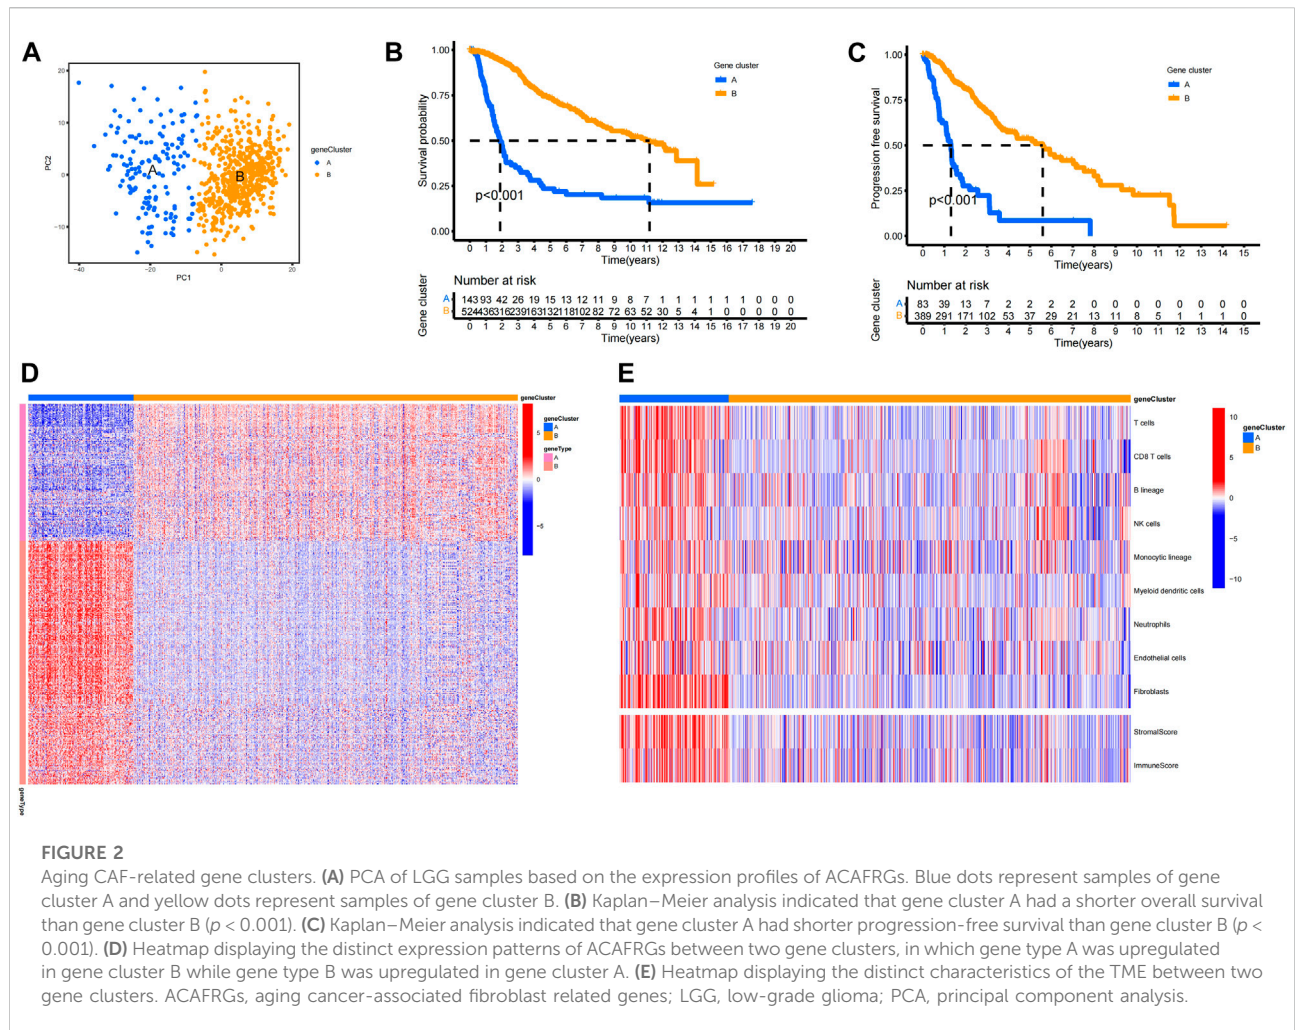 A
20
10
0
−10
PC2
−40
−20
0
20
PC1
geneCluster
A
B
A
B
B
Gene cluster
A
B
1.00
0.75
0.50
0.25
0.00
Survival probability
p<0.001
0 1 2 3 4 5 6 7 8 9 10 11 12 13 14 15 16 17 18 19 20
Time(years)
Number at risk
Gene cluster
A 143 93 42 26 19 15 13 12 11 9 8 7 1 1 1 1 1 1 0 0 0
B 524436316239163132118102 82 72 63 52 30 5 4 1 0 0 0 0 0
0 1 2 3 4 5 6 7 8 9 10 11 12 13 14 15 16 17 18 19 20
Time(years)
C
Gene cluster
A
B
1.00
0.75
0.50
0.25
0.00
Progression free survival
p<0.001
0 1 2 3 4 5 6 7 8 9 10 11 12 13 14 15
Time(years)
Number at risk
Gene cluster
A 83 39 13 7 2 2 2 2 0 0 0 0 0 0 0 0
B 389 291 171 102 53 37 29 21 13 11 8 5 1 1 1 0
0 1 2 3 4 5 6 7 8 9 10 11 12 13 14 15
Time(years)
D
geneCluster
5
0
−5
geneCluster
A
B
geneType
A
B
geneType
E
geneCluster
T cells
CD8 T cells
B lineage
NK cells
Monocytic lineage
Myeloid dendritic cells
Neutrophils
Endothelial cells
Fibroblasts
StromalScore
ImmuneScore
10
5
0
−5
−10
geneCluster
A
B
FIGURE 2
Aging CAF-related gene clusters. (A) PCA of LGG samples based on the expression profiles of ACAFRGs. Blue dots represent samples of gene
cluster A and yellow dots represent samples of gene cluster B. (B) Kaplan–Meier analysis indicated that gene cluster A had a shorter overall survival
than gene cluster B (p < 0.001). (C) Kaplan–Meier analysis indicated that gene cluster A had shorter progression-free survival than gene cluster B (p <
0.001). (D) Heatmap displaying the distinct expression patterns of ACAFRGs between two gene clusters, in which gene type A was upregulated
in gene cluster B while gene type B was upregulated in gene cluster A. (E) Heatmap displaying the distinct characteristics of the TME between two
gene clusters. ACAFRGs, aging cancer-associated fibroblast related genes; LGG, low-grade glioma; PCA, principal component analysis.